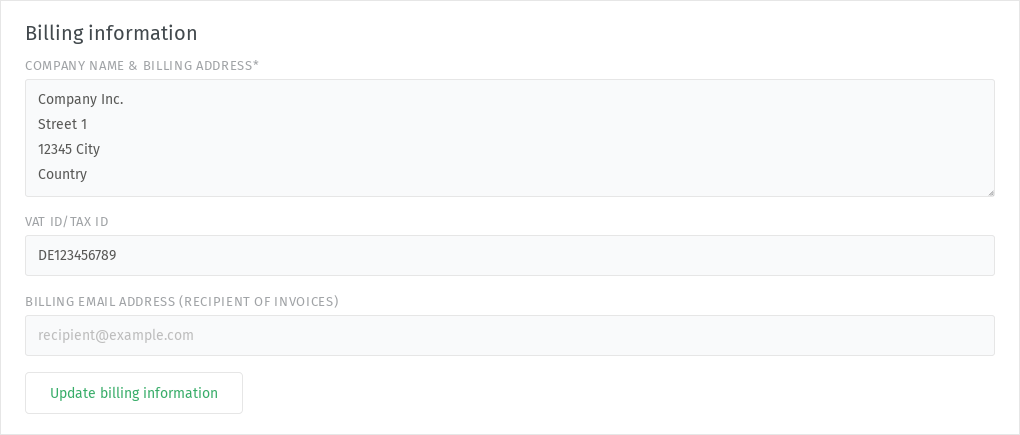 Billing information
COMPANY NAME & BILLING ADDRESS*
Company Inc.
Street 1
12345 City
Country
VAT ID/TAX ID
DE123456789
BILLING EMAIL ADDRESS (RECIPIENT OF INVOICES)
recipient@example.com
Update billing information